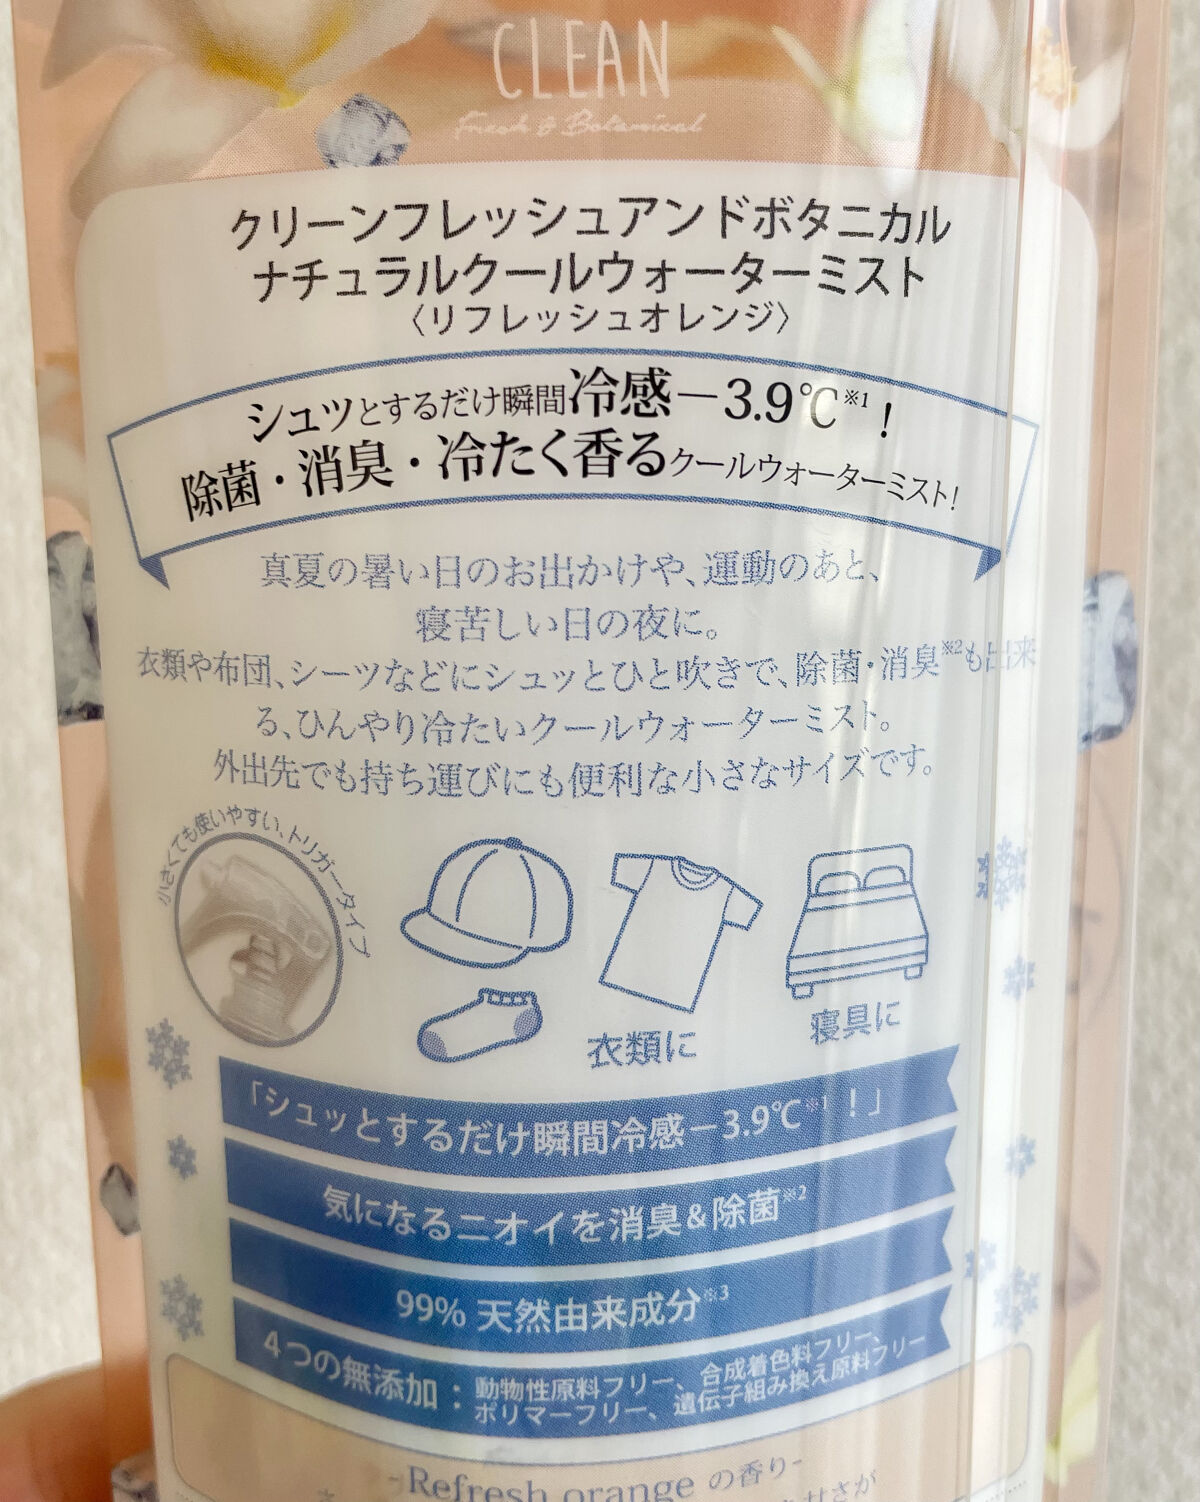 CLEAN
Fresh & Botanical
クリーンフレッシュアンドボタニカル
ナチュラルクールウォーターミスト
〈リフレッシュオレンジ〉
シュツとするだけ瞬間冷感－3.9℃※1！
除菌・消臭・冷たく香るクールウォーターミスト!
真夏の暑い日のお出かけや、運動のあと、
寝苦しい日の夜に。
衣類や布団、シーツなどにシュッとひと吹きで、除菌・消臭※2も出来
る、ひんやり冷たいクールウォーターミスト。
外出先でも持ち運びにも便利な小さなサイズです。
小さくても使いやすい、トリガータイプ
衣類に
寝具に
「シュッとするだけ瞬間冷感－3.9℃※1！」
気になるニオイを消臭&除菌※2
99% 天然由来成分※3
4つの無添加：動物性原料フリー、合成着色料フリー、
ポリマーフリー、遺伝子組み換え原料フリー
-Refresh orange の香り-
甘さが